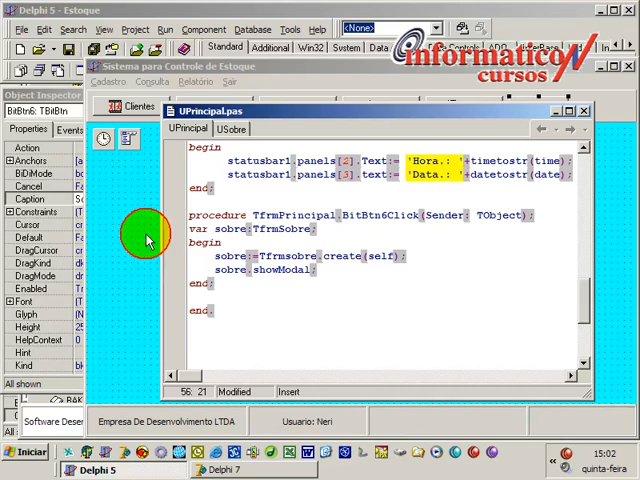 Delphi 5 - Estoque
File Edit Search View Project Run Component Database Tools Help
<None>
Standard Additional Win32 System
informaticon
cursos
Sistema para Controle de Estoque
Cadastro Consulta Relatório Sair
Object Inspector
BitBtn6: TBitBtn
Properties Events
Clientes
UPrincipal.pas
UPrincipal USobre
Action
Anchors
BiDiMode
Cancel
Caption
Constraints
Cursor
Default
DragCursor
DragKind
DragMode
Enabled
Font
Glyph
Height
HelpContext
Hint
Kind
All shown
begin
statusbar1.panels[2].Text:= 'Hora.: '+timetostr(time);
statusbar1.panels[3].text:= 'Data.: '+datetostr(date);
end;
procedure TfrmPrincipal.BitBtn6Click(Sender: TObject);
var sobre:TfrmSobre;
begin
sobre:=Tfrmsobre.create(self);
sobre.showModal;
end;
end.
56: 21 Modified Insert
Software Desen
Empresa De Desenvolvimento LTDA
Usuario: Neri
Iniciar
Delphi 5
Delphi 7
15:02
quinta-feira